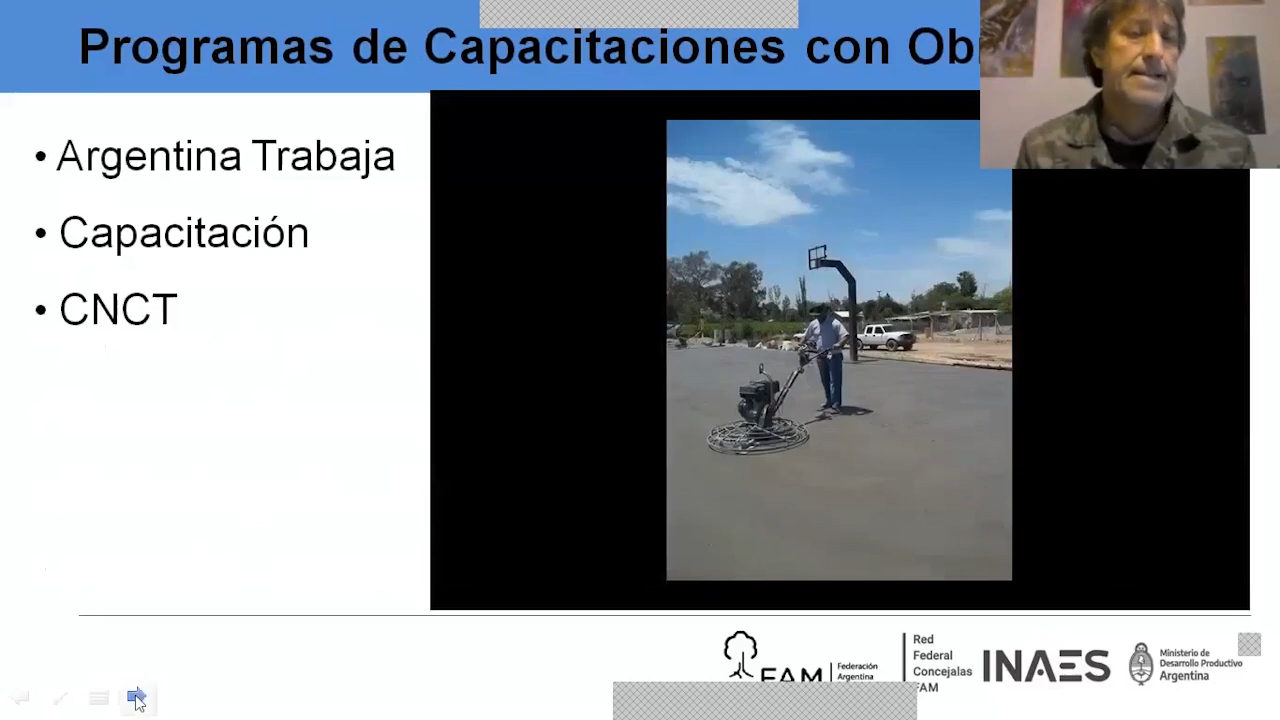 Programas de Capacitaciones con
• Argentina Trabaja
• Capacitación
• CNCT
FAM
Federación
Argentina
Red
Federal
Concejalas
FAM
INAES
Ministerio de
Desarrollo Productivo
Argentina